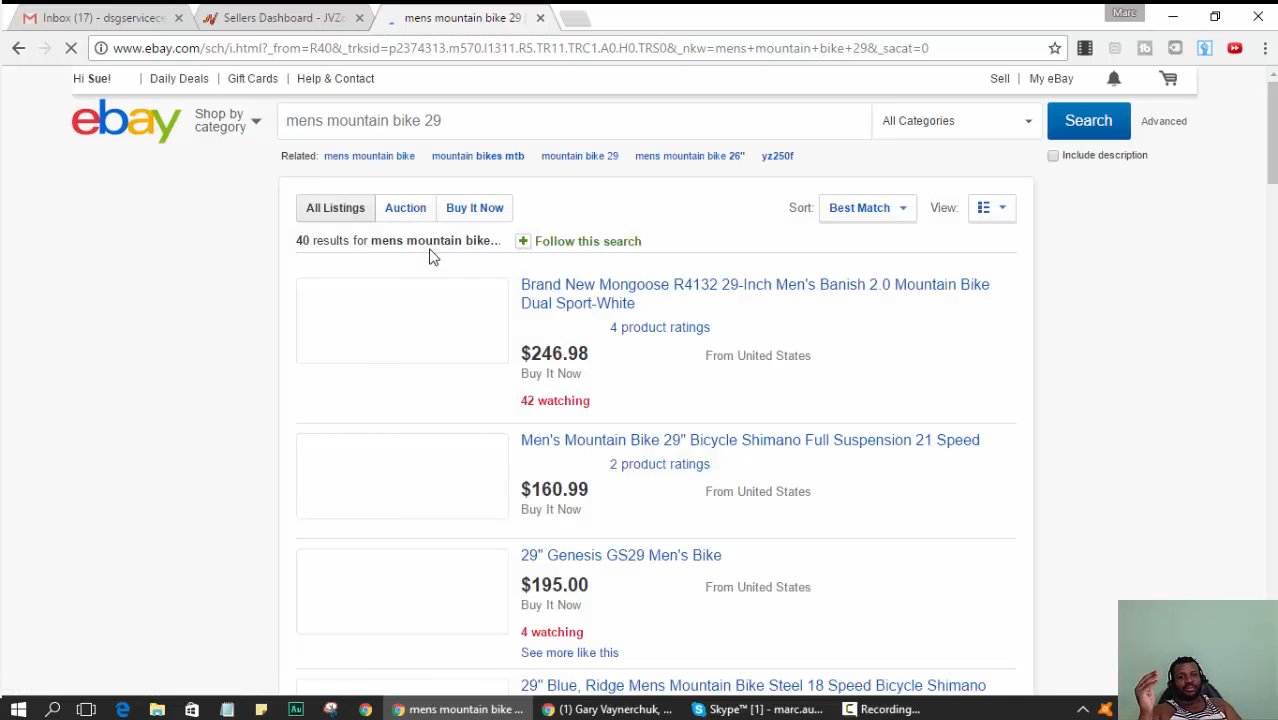 Marc
Inbox (17) - dsgservicece
Sellers Dashboard - JVZo
mens mountain bike 29
www.ebay.com/sch/i.html?_from=R40&_trksid=p2374313.m570.l1311.R5.TR11.TRC1.A0.H0.TRS0&_nkw=mens+mountain+bike+29&_sacat=0
Hi Sue! Daily Deals Gift Cards Help & Contact Sell My eBay
ebay Shop by category mens mountain bike 29 All Categories Search Advanced
Related: mens mountain bike mountain bikes mtb mountain bike 29 mens mountain bike 26" yz250f Include description
All Listings Auction Buy It Now Sort: Best Match View:
40 results for mens mountain bike... Follow this search
Brand New Mongoose R4132 29-Inch Men's Banish 2.0 Mountain Bike
Dual Sport-White
4 product ratings
$246.98 From United States
Buy It Now
42 watching
Men's Mountain Bike 29" Bicycle Shimano Full Suspension 21 Speed
2 product ratings
$160.99 From United States
Buy It Now
29" Genesis GS29 Men's Bike
$195.00 From United States
Buy It Now
4 watching
See more like this
29" Blue, Ridge Mens Mountain Bike Steel 18 Speed Bicycle Shimano
Au mens mountain bike ... (1) Gary Vaynerchuk, ... Skype™ [1] - marc.au... Recording...